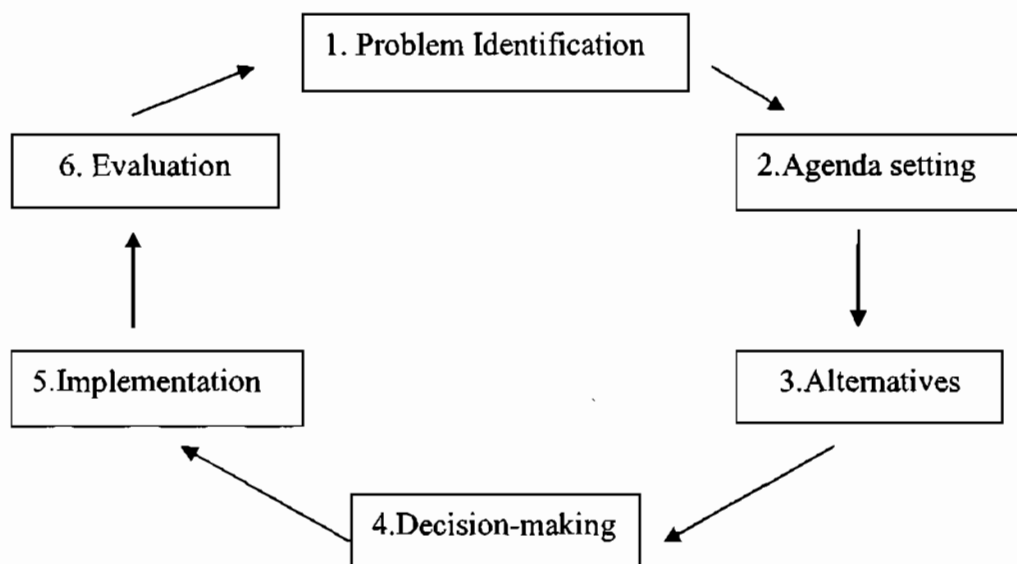 1. Problem Identification
2.Agenda setting
3.Alternatives
4.Decision-making
5.Implementation
6. Evaluation